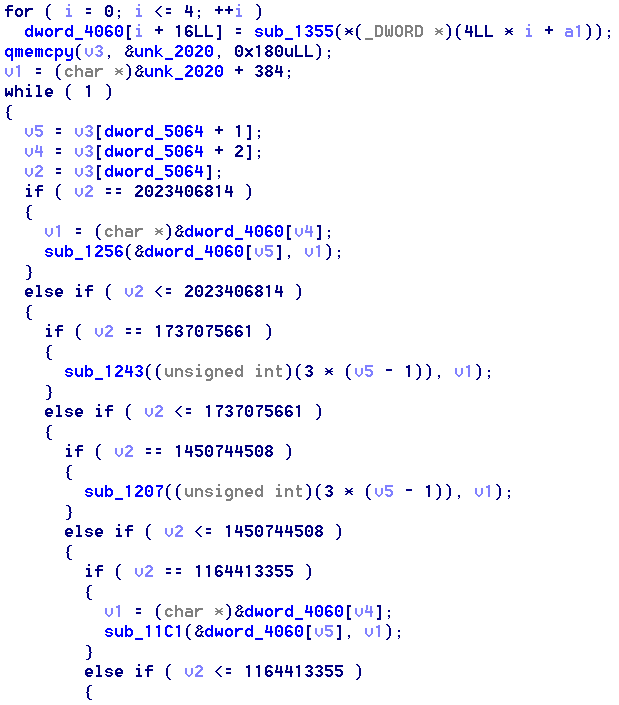 for ( i = 0; i <= 4; ++i )
  dword_4060[i + 16LL] = sub_1355(*(_DWORD *)(4LL * i + a1));
qmemcpy(v3, &unk_2020, 0x180uLL);
v1 = (char *)&unk_2020 + 384;
while ( 1 )
{
  v5 = v3[dword_5064 + 1];
  v4 = v3[dword_5064 + 2];
  v2 = v3[dword_5064];
  if ( v2 == 2023406814 )
  {
    v1 = (char *)&dword_4060[v4];
    sub_1256(&dword_4060[v5], v1);
  }
  else if ( v2 <= 2023406814 )
  {
    if ( v2 == 1737075661 )
    {
      sub_1243((unsigned int)(3 * (v5 - 1)), v1);
    }
    else if ( v2 <= 1737075661 )
    {
      if ( v2 == 1450744508 )
      {
        sub_1207((unsigned int)(3 * (v5 - 1)), v1);
      }
      else if ( v2 <= 1450744508 )
      {
        if ( v2 == 1164413355 )
        {
          v1 = (char *)&dword_4060[v4];
          sub_11C1(&dword_4060[v5], v1);
        }
        else if ( v2 <= 1164413355 )
        {